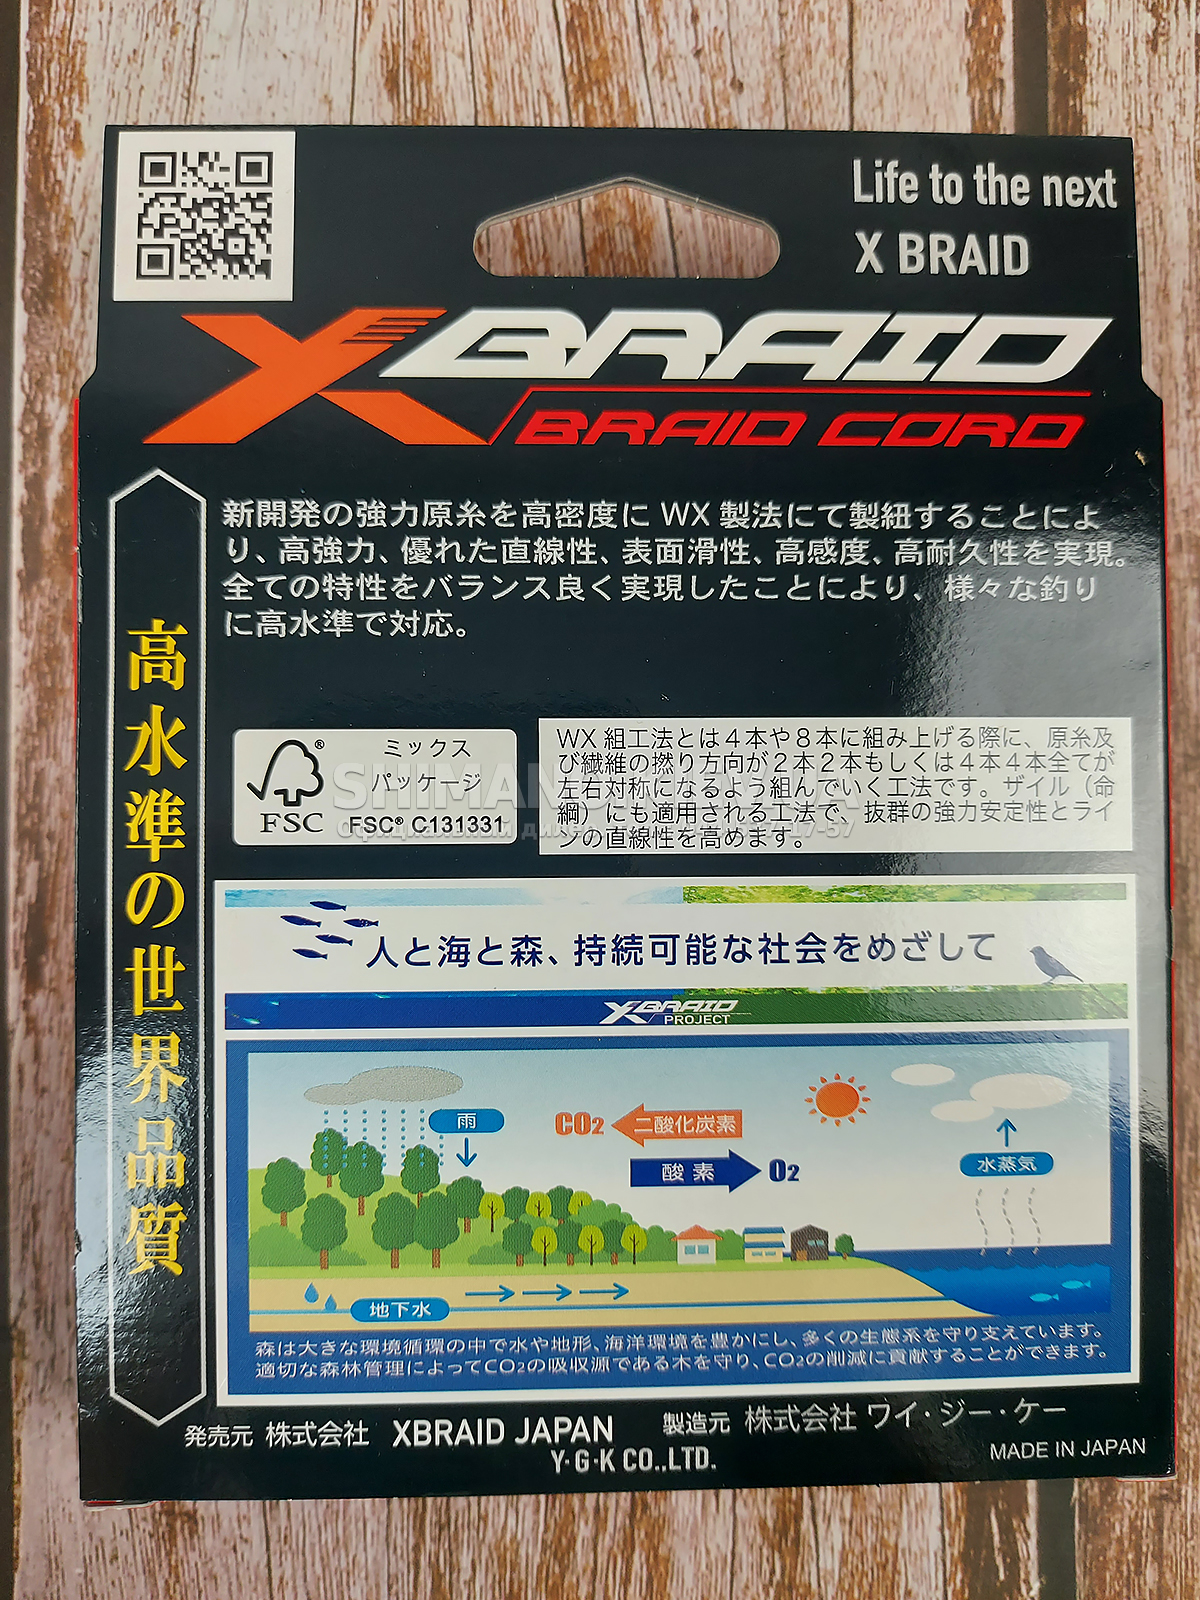 Life to the next
X BRAID
XBRAID
BRAID CORD
高水準の世界品質
新開発の強力原糸を高密度に WX 製法にて製紐することによ
り、高強力、優れた直線性、表面滑性、高感度、高耐久性を実現。
全ての特性をバランス良く実現したことにより、様々な釣り
に高水準で対応。
ミックス
パッケージ
FSC® C131331
FSC
WX 組工法とは４本や８本に組み上げる際に、原糸及
び繊維の撚り方向が２本２本もしくは４本４本全てが
左右対称になるよう組んでいく工法です。ザイル（命
綱）にも適用される工法で、抜群の強力安定性とライ
ンの直線性を高めます。
SHIMAN
Официальный дилер
17-57
人と海と森、持続可能な社会をめざして
XBRAID
PROJECT
雨
CO2 二酸化炭素
酸素 O2
水蒸気
地下水
森は大きな環境循環の中で水や地形、海洋環境を豊かにし、多くの生態系を守り支えています。
適切な森林管理によってCO2の吸収源である木を守り、CO2の削減に貢献することができます。
発売元 株式会社 XBRAID JAPAN 製造元 株式会社 ワイ・ジー・ケー
Y·G·K CO.,LTD.
MADE IN JAPAN